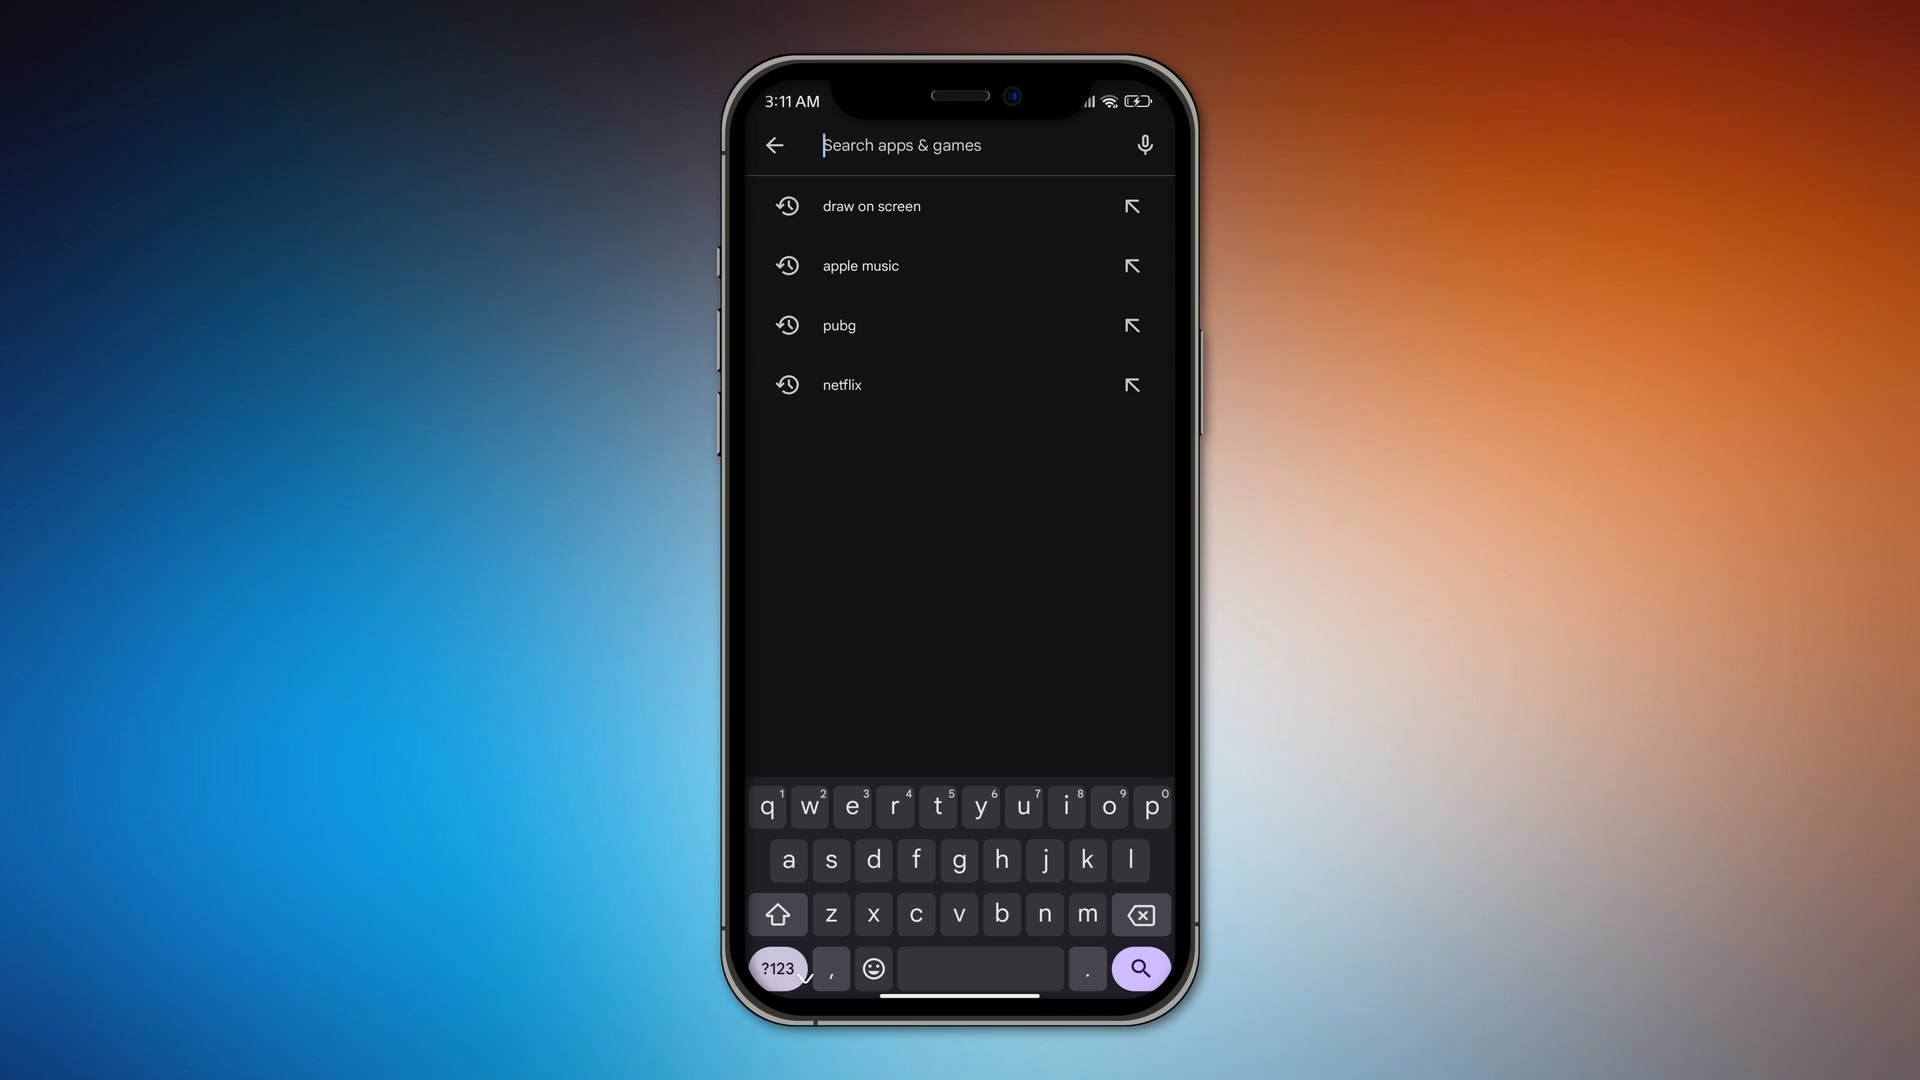 3:11 AM
Search apps & games
draw on screen
apple music
pubg
netflix
q1 w2 e3 r4 t5 y6 u7 i8 o9 p0
a s d f g h j k l
z x c v b n m
?123 , .